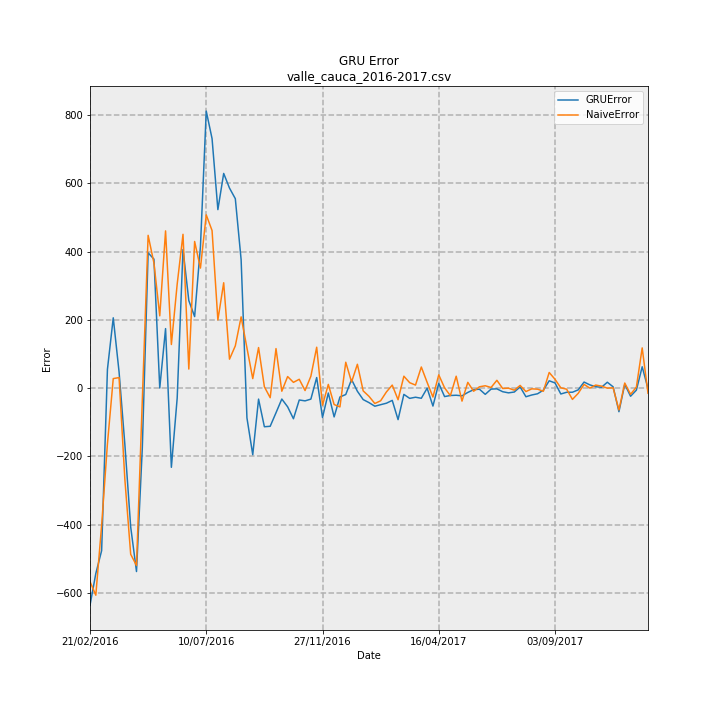 GRU Error
valle_cauca_2016-2017.csv
GRUError
NaiveError
800
600
400
200
0
−200
−400
−600
Error
21/02/2016
10/07/2016
27/11/2016
16/04/2017
03/09/2017
Date